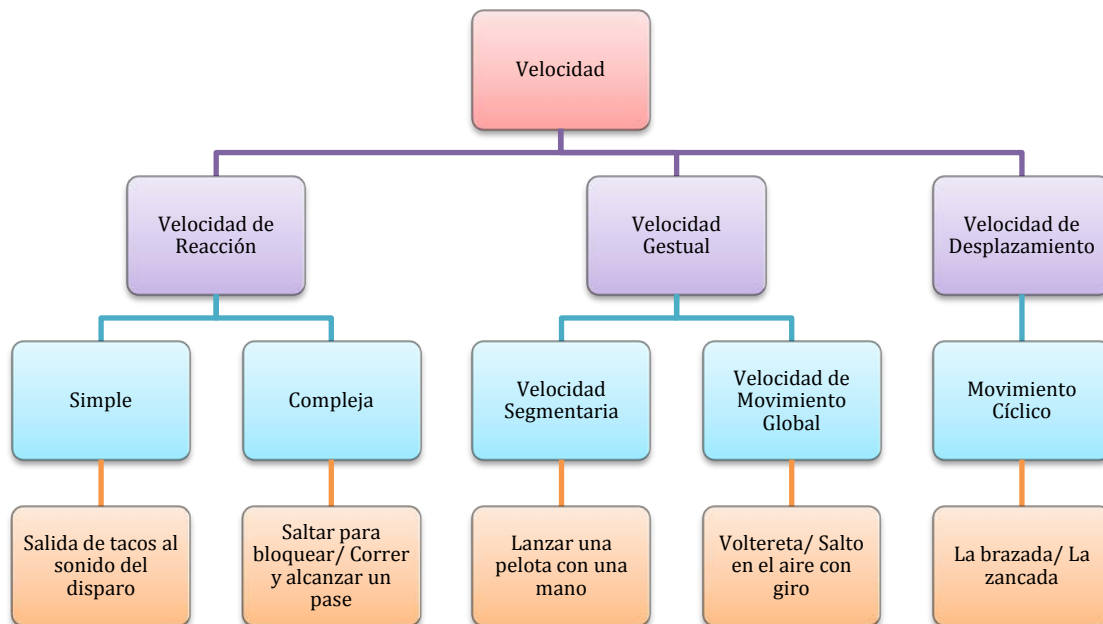 Velocidad
Velocidad de
Reacción
Velocidad
Gestual
Velocidad de
Desplazamiento
Simple
Compleja
Velocidad
Segmentaria
Velocidad de
Movimiento
Global
Movimiento
Cíclico
Salida de tacos al
sonido del
disparo
Saltar para
bloquear/ Correr
y alcanzar un
pase
Lanzar una
pelota con una
mano
Voltereta/ Salto
en el aire con
giro
La brazada/ La
zancada